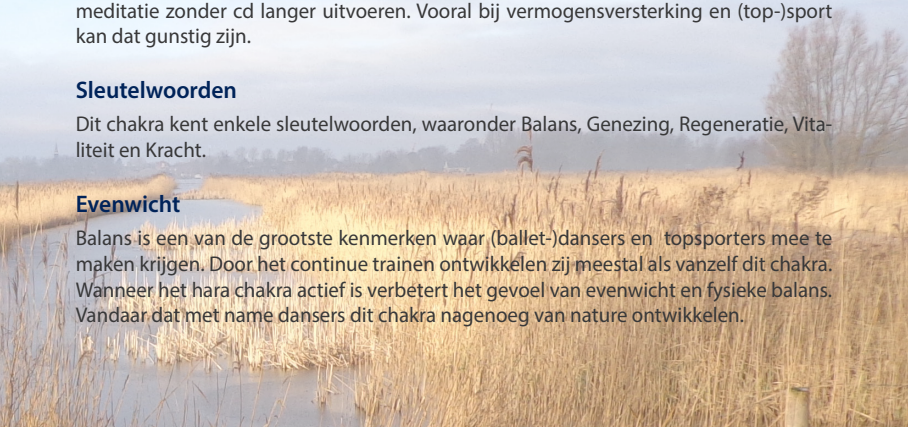 meditatie zonder cd langer uitvoeren. Vooral bij vermogensversterking en (top-)sport
kan dat gunstig zijn.
Sleutelwoorden
Dit chakra kent enkele sleutelwoorden, waaronder Balans, Genezing, Regeneratie, Vita-
liteit en Kracht.
Evenwicht
Balans is een van de grootste kenmerken waar (ballet-)dansers en  topsporters mee te
maken krijgen. Door het continue trainen ontwikkelen zij meestal als vanzelf dit chakra.
Wanneer het hara chakra actief is verbetert het gevoel van evenwicht en fysieke balans.
Vandaar dat met name dansers dit chakra nagenoeg van nature ontwikkelen.